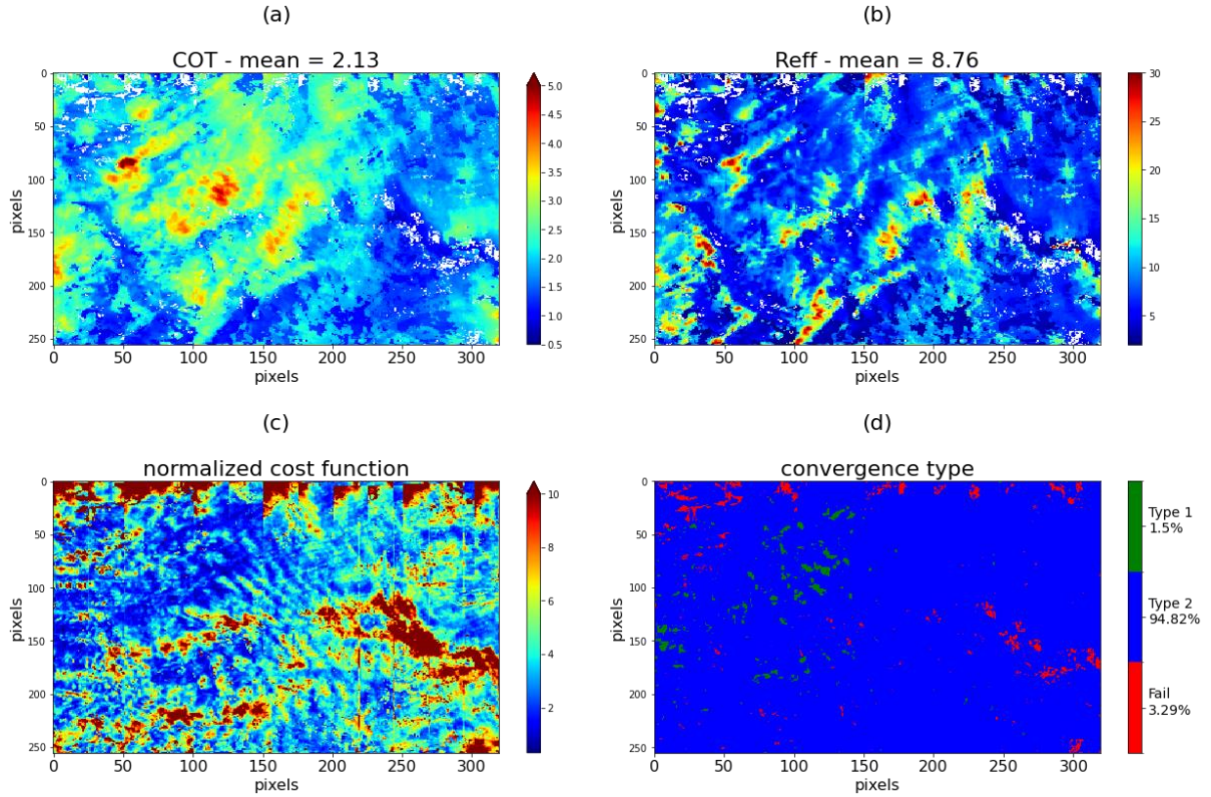 (a)
COT - mean = 2.13
0
50
100
150
200
250
pixels
0 50 100 150 200 250 300
pixels
5.0
4.5
4.0
3.5
3.0
2.5
2.0
1.5
1.0
0.5
(b)
Reff - mean = 8.76
0
50
100
150
200
250
pixels
0 50 100 150 200 250 300
pixels
30
25
20
15
10
5
(c)
normalized cost function
0
50
100
150
200
250
pixels
0 50 100 150 200 250 300
pixels
10
8
6
4
2
(d)
convergence type
0
50
100
150
200
250
pixels
0 50 100 150 200 250 300
pixels
Type 1
1.5%
Type 2
94.82%
Fail
3.29%